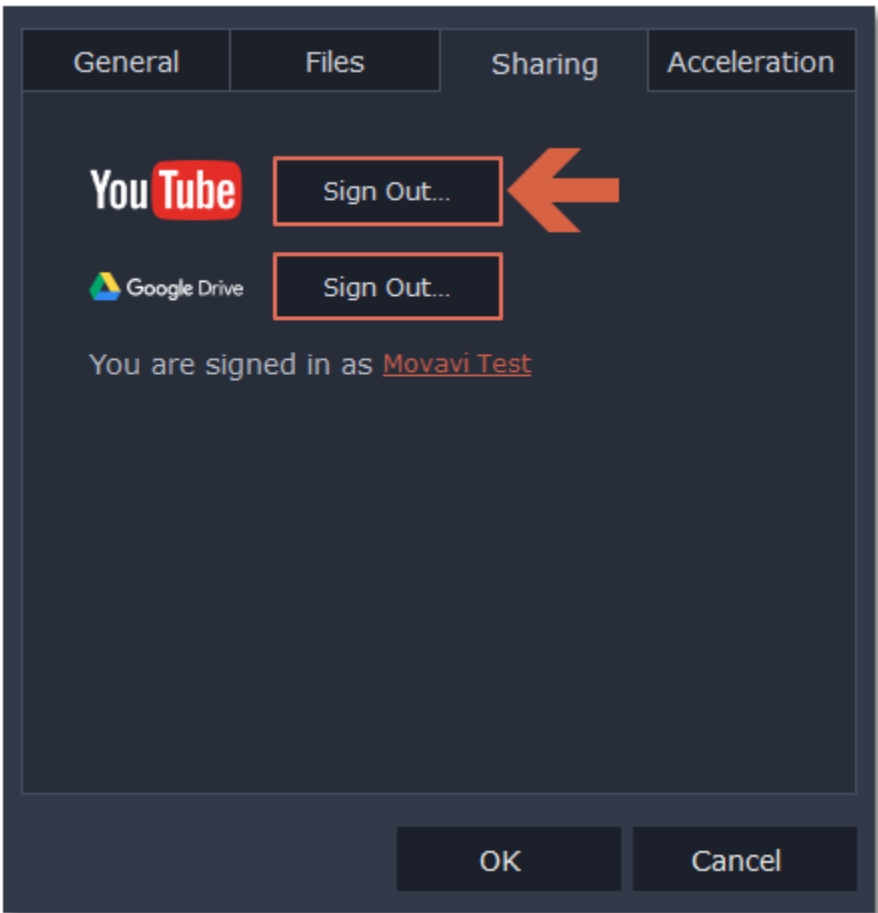 General Files Sharing Acceleration
YouTube Sign Out...
Google Drive Sign Out...
You are signed in as Movavi Test
OK Cancel